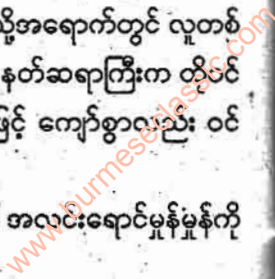 သို့အရောက်တွင် လူတစ်
နတ်ဆရာကြီးက တိုပင်
ဖြင့် ကျော်စွာလည်း ဝင်
အလင်းရောင်မှုန်မှုန်ကို
www.burmeseclassic.com